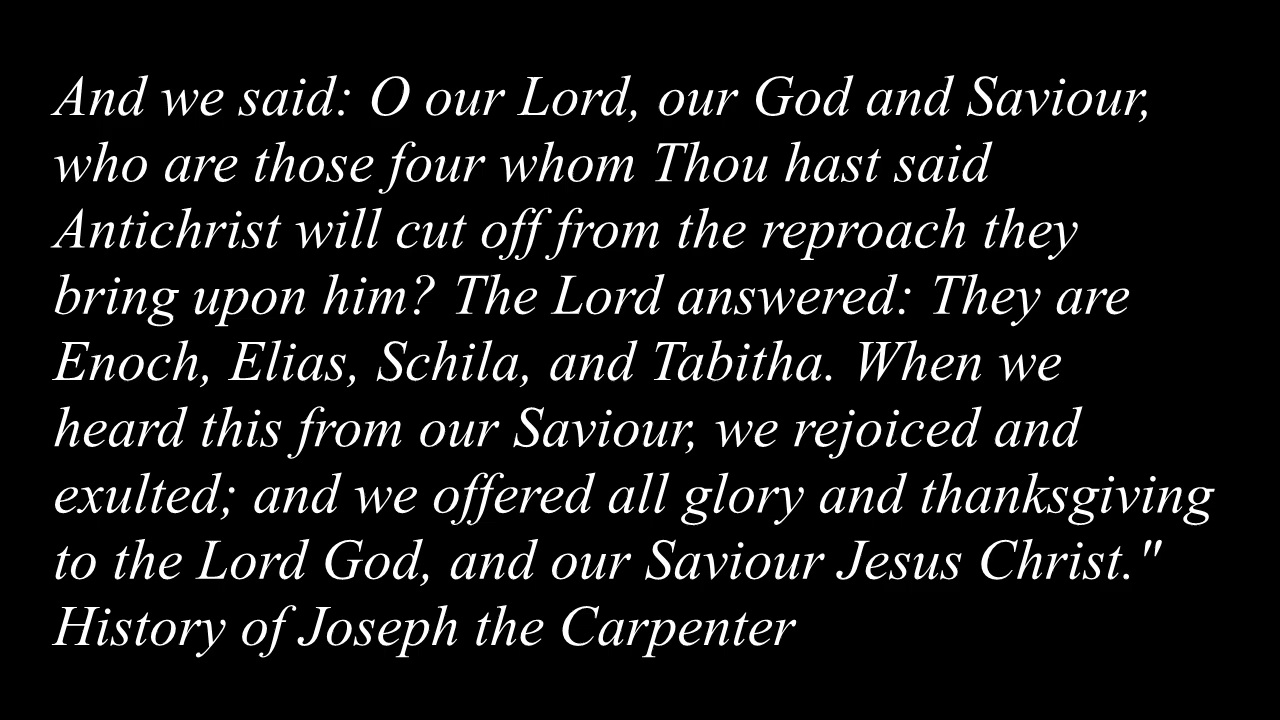 And we said: O our Lord, our God and Saviour,
who are those four whom Thou hast said
Antichrist will cut off from the reproach they
bring upon him? The Lord answered: They are
Enoch, Elias, Schila, and Tabitha. When we
heard this from our Saviour, we rejoiced and
exulted; and we offered all glory and thanksgiving
to the Lord God, and our Saviour Jesus Christ."
History of Joseph the Carpenter